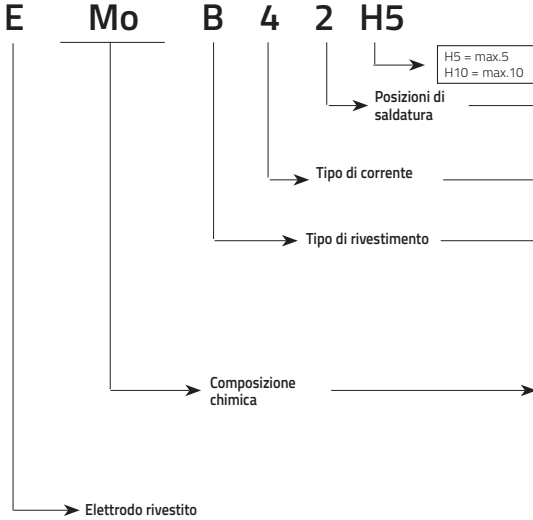 E Mo B 4 2 H5
H5 = max.5
H10 = max.10
Posizioni di
saldatura
Tipo di corrente
Tipo di rivestimento
Composizione
chimica
Elettrodo rivestito